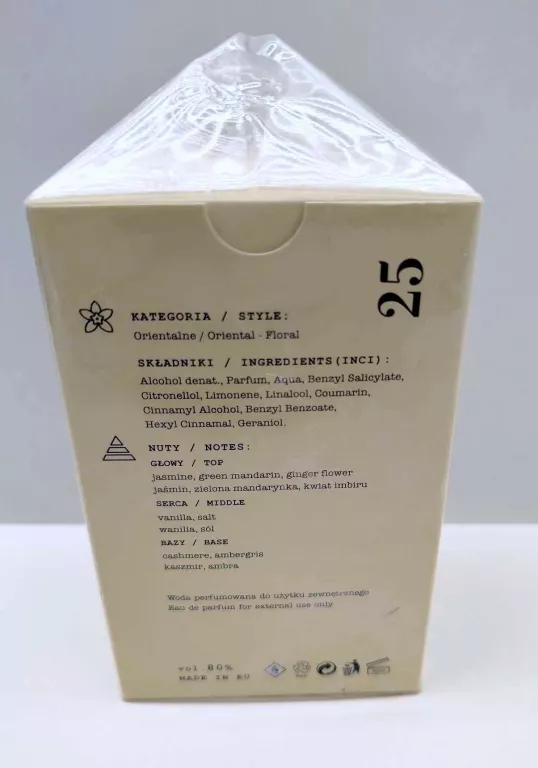 25
KATEGORIA / STYLE:
Orientalne / Oriental - Floral
SKŁADNIKI / INGREDIENTS (INCI):
Alcohol denat., Parfum, Aqua, Benzyl Salicylate,
Citronellol, Limonene, Linalool, Coumarin,
Cinnamyl Alcohol, Benzyl Benzoate,
Hexyl Cinnamal, Geraniol.
NUTY / NOTES:
GŁOWY / TOP
jasmine, green mandarin, ginger flower
jaśmin, zielona mandarynka, kwiat imbiru
SERCA / MIDDLE
vanilla, salt
wanilia, sól
BAZY / BASE
cashmere, ambergris
kaszmir, ambra
Woda perfumowana do użytku zewnętrznego
Eau de parfum for external use only
vol 80%
MADE IN EU